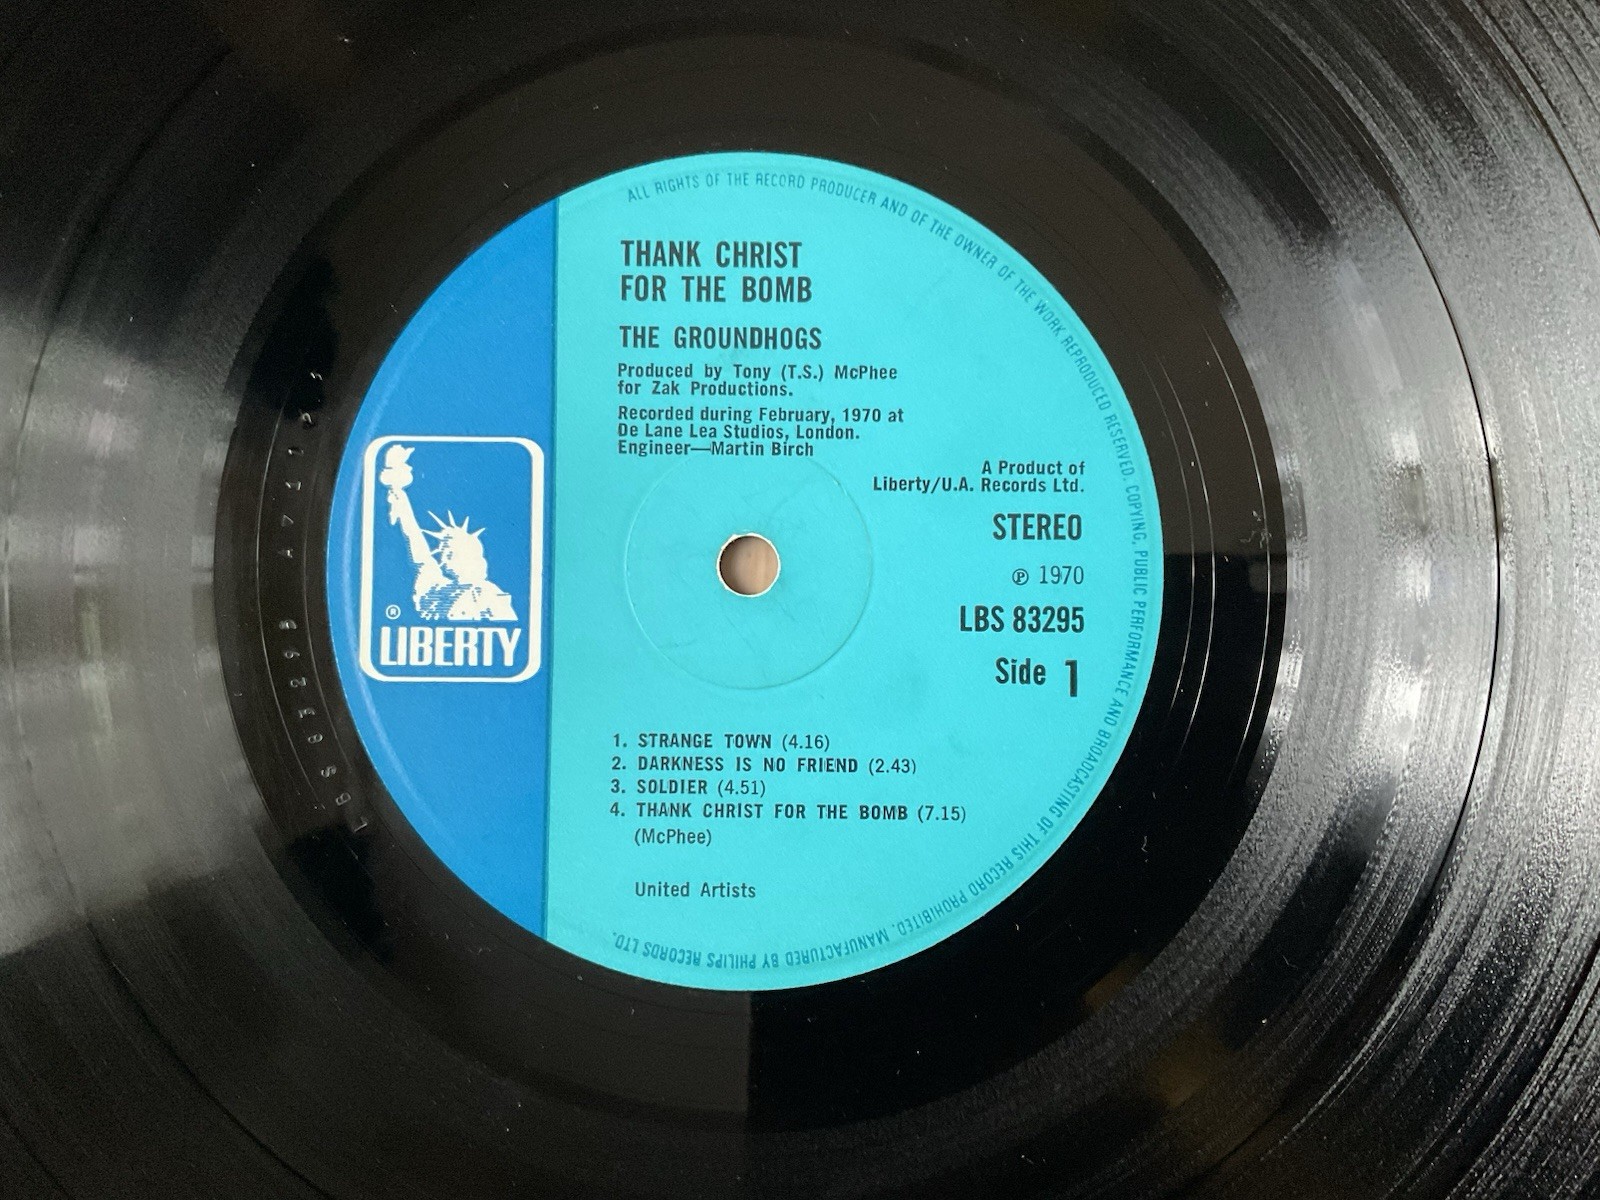 ALL RIGHTS OF THE RECORD PRODUCER AND OF THE OWNER OF THE WORK REPRODUCED RESERVED. COPYING, PUBLIC PERFORMANCE AND BROADCASTING OF THIS RECORD PROHIBITED. MANUFACTURED BY PHILIPS RECORDS LTD.
THANK CHRIST
FOR THE BOMB
THE GROUNDHOGS
Produced by Tony (T.S.) McPhee
for Zak Productions.
Recorded during February, 1970 at
De Lane Lea Studios, London.
Engineer—Martin Birch
A Product of
Liberty/U.A. Records Ltd.
STEREO
℗ 1970
LBS 83295
Side 1
®
LIBERTY
1. STRANGE TOWN (4.16)
2. DARKNESS IS NO FRIEND (2.43)
3. SOLDIER (4.51)
4. THANK CHRIST FOR THE BOMB (7.15)
(McPhee)
United Artists